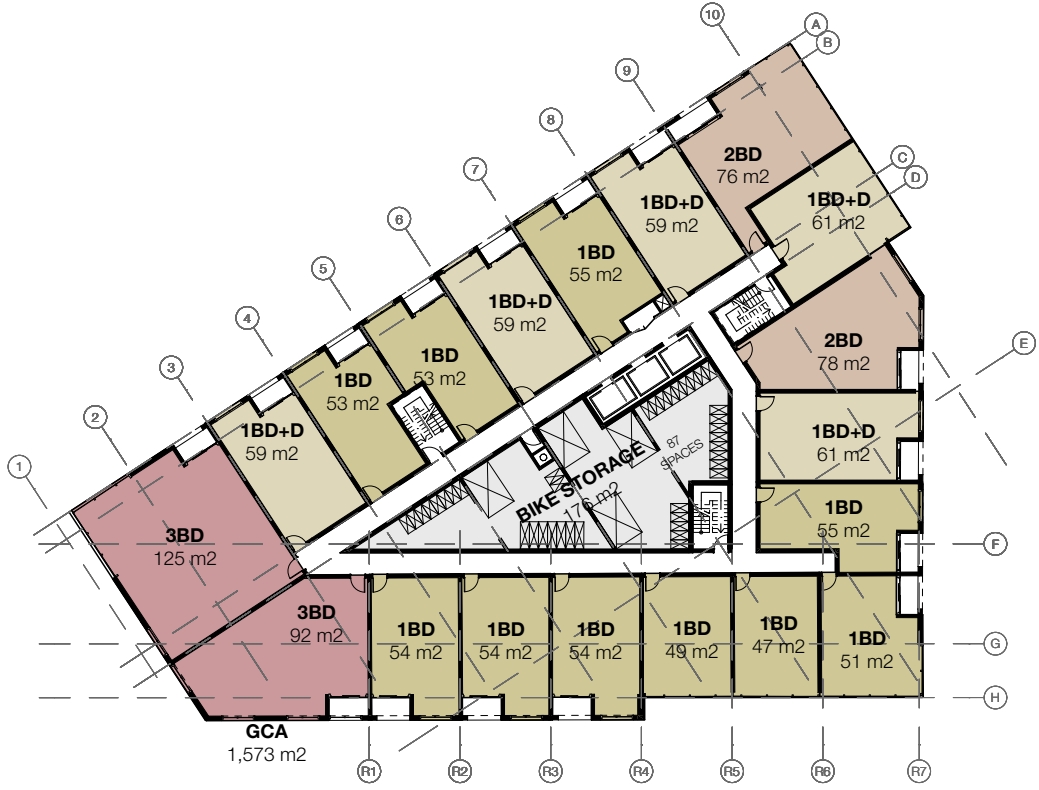 10
A
B
9
8
7
6
5
4
3
2
1
C
D
E
F
G
H
2BD
76 m2
1BD+D
61 m2
1BD+D
59 m2
1BD
55 m2
1BD+D
59 m2
1BD
53 m2
1BD
53 m2
1BD+D
59 m2
3BD
125 m2
2BD
78 m2
1BD+D
61 m2
1BD
55 m2
87
SPACES
BIKE STORAGE
176 m2
3BD
92 m2
1BD
54 m2
1BD
54 m2
1BD
54 m2
1BD
49 m2
1BD
47 m2
1BD
51 m2
GCA
1,573 m2
R1
R2
R3
R4
R5
R6
R7